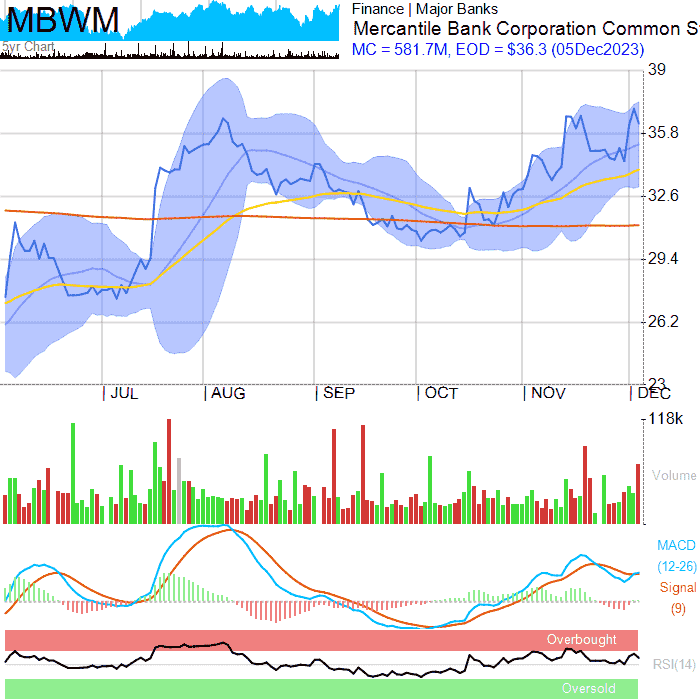 MBWM
5yr Chart
Finance | Major Banks
Mercantile Bank Corporation Common S
MC = 581.7M, EOD = $36.3 (05Dec2023)
39
35.8
32.6
29.4
26.2
23
JUL
AUG
SEP
OCT
NOV
DEC
118k
Volume
MACD
(12-26)
Signal
(9)
Overbought
RSI(14)
Oversold